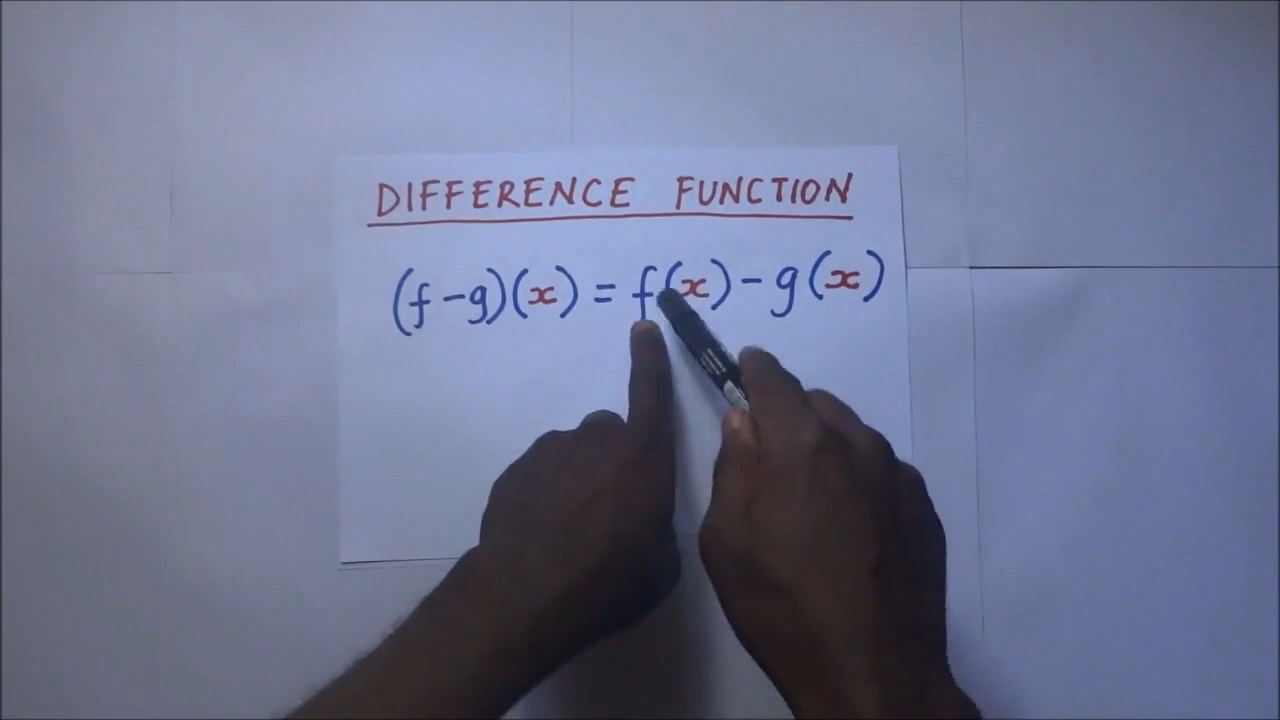 DIFFERENCE FUNCTION
(f-g)(x) = f(x) - g(x)